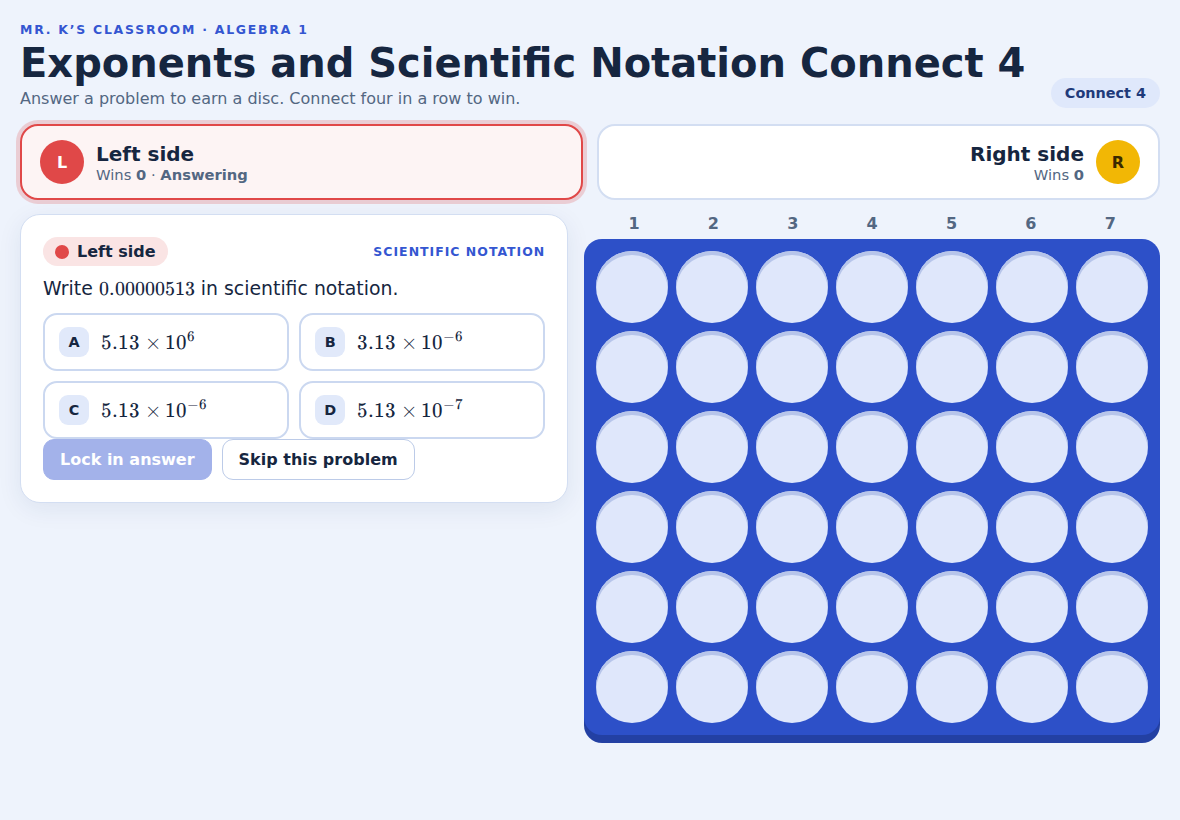 MR. K’S CLASSROOM · ALGEBRA 1
Exponents and Scientific Notation Connect 4
Answer a problem to earn a disc. Connect four in a row to win.
Connect 4
L
Left side
Wins 0 · Answering
Right side
Wins 0
R
Left side
SCIENTIFIC NOTATION
Write 0.00000513 in scientific notation.
A 5.13 × 10⁶
B 3.13 × 10⁻⁶
C 5.13 × 10⁻⁶
D 5.13 × 10⁻⁷
Lock in answer
Skip this problem
1 2 3 4 5 6 7